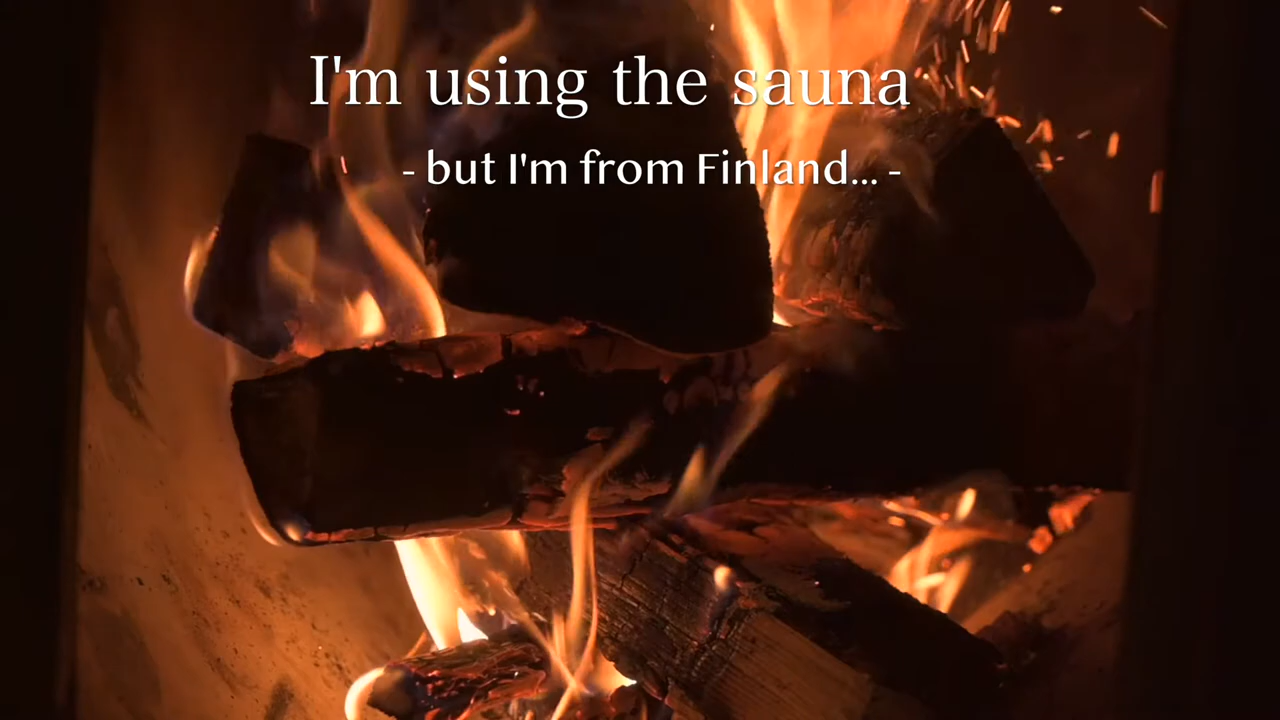 I'm using the sauna
- but I'm from Finland... -